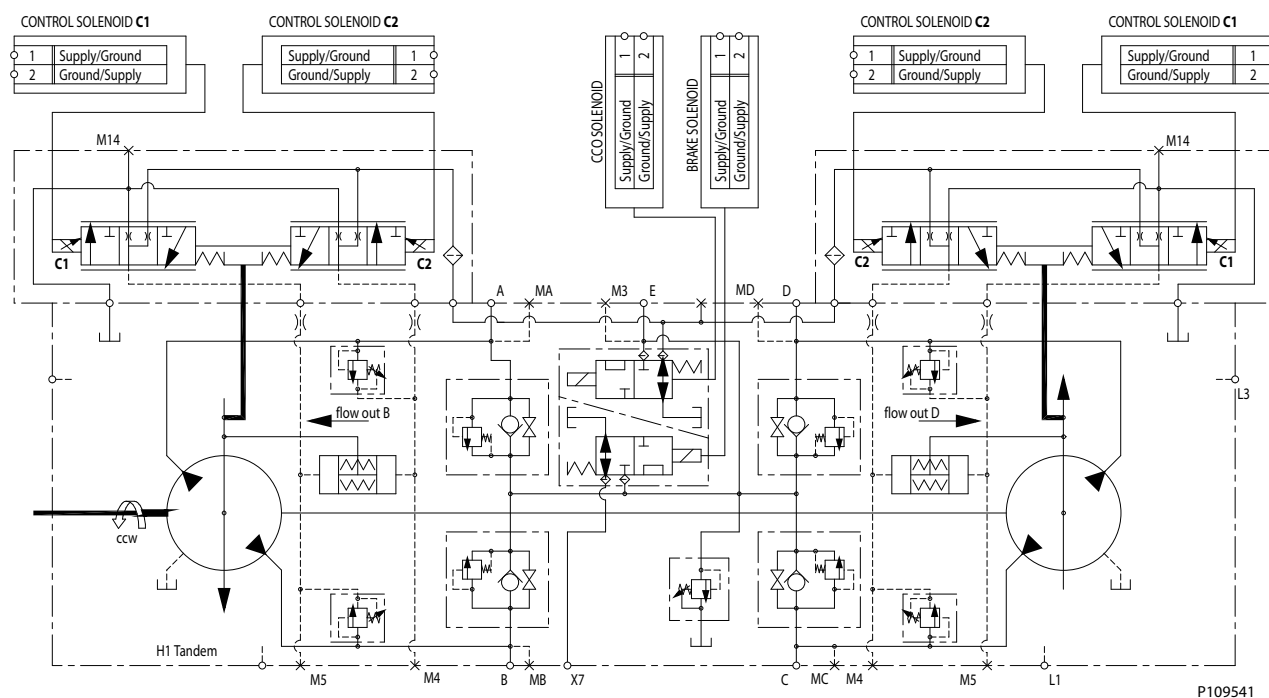 CONTROL SOLENOID C1
CONTROL SOLENOID C2
CONTROL SOLENOID C2
CONTROL SOLENOID C1
1 Supply/Ground
2 Ground/Supply
Supply/Ground 1
Ground/Supply 2
CCO SOLENOID
1 Supply/Ground
2 Ground/Supply
BRAKE SOLENOID
1 Supply/Ground
2 Ground/Supply
1 Supply/Ground
2 Ground/Supply
Supply/Ground 1
Ground/Supply 2
M14
M14
C1
C2
C2
C1
A
MA
M3
E
MD
D
L3
flow out B
flow out D
ccw
H1 Tandem
M5
M4
B
MB
X7
C
MC
M4
M5
L1
P109541